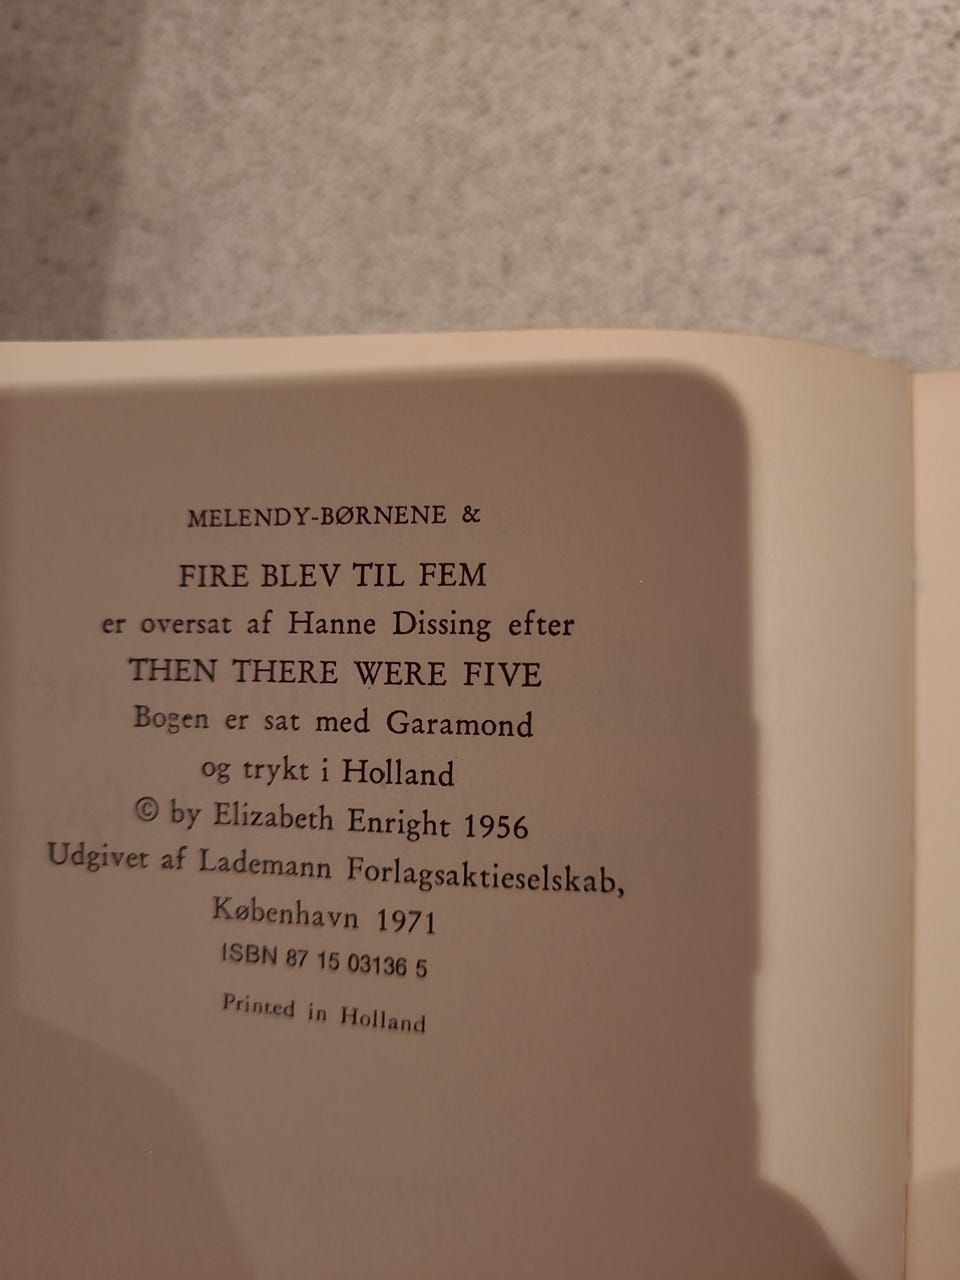 MELENDY-BØRNENE &
FIRE BLEV TIL FEM
er oversat af Hanne Dissing efter
THEN THERE WERE FIVE
Bogen er sat med Garamond
og trykt i Holland
© by Elizabeth Enright 1956
Udgivet af Lademann Forlagsaktieselskab,
København 1971
ISBN 87 15 03136 5
Printed in Holland